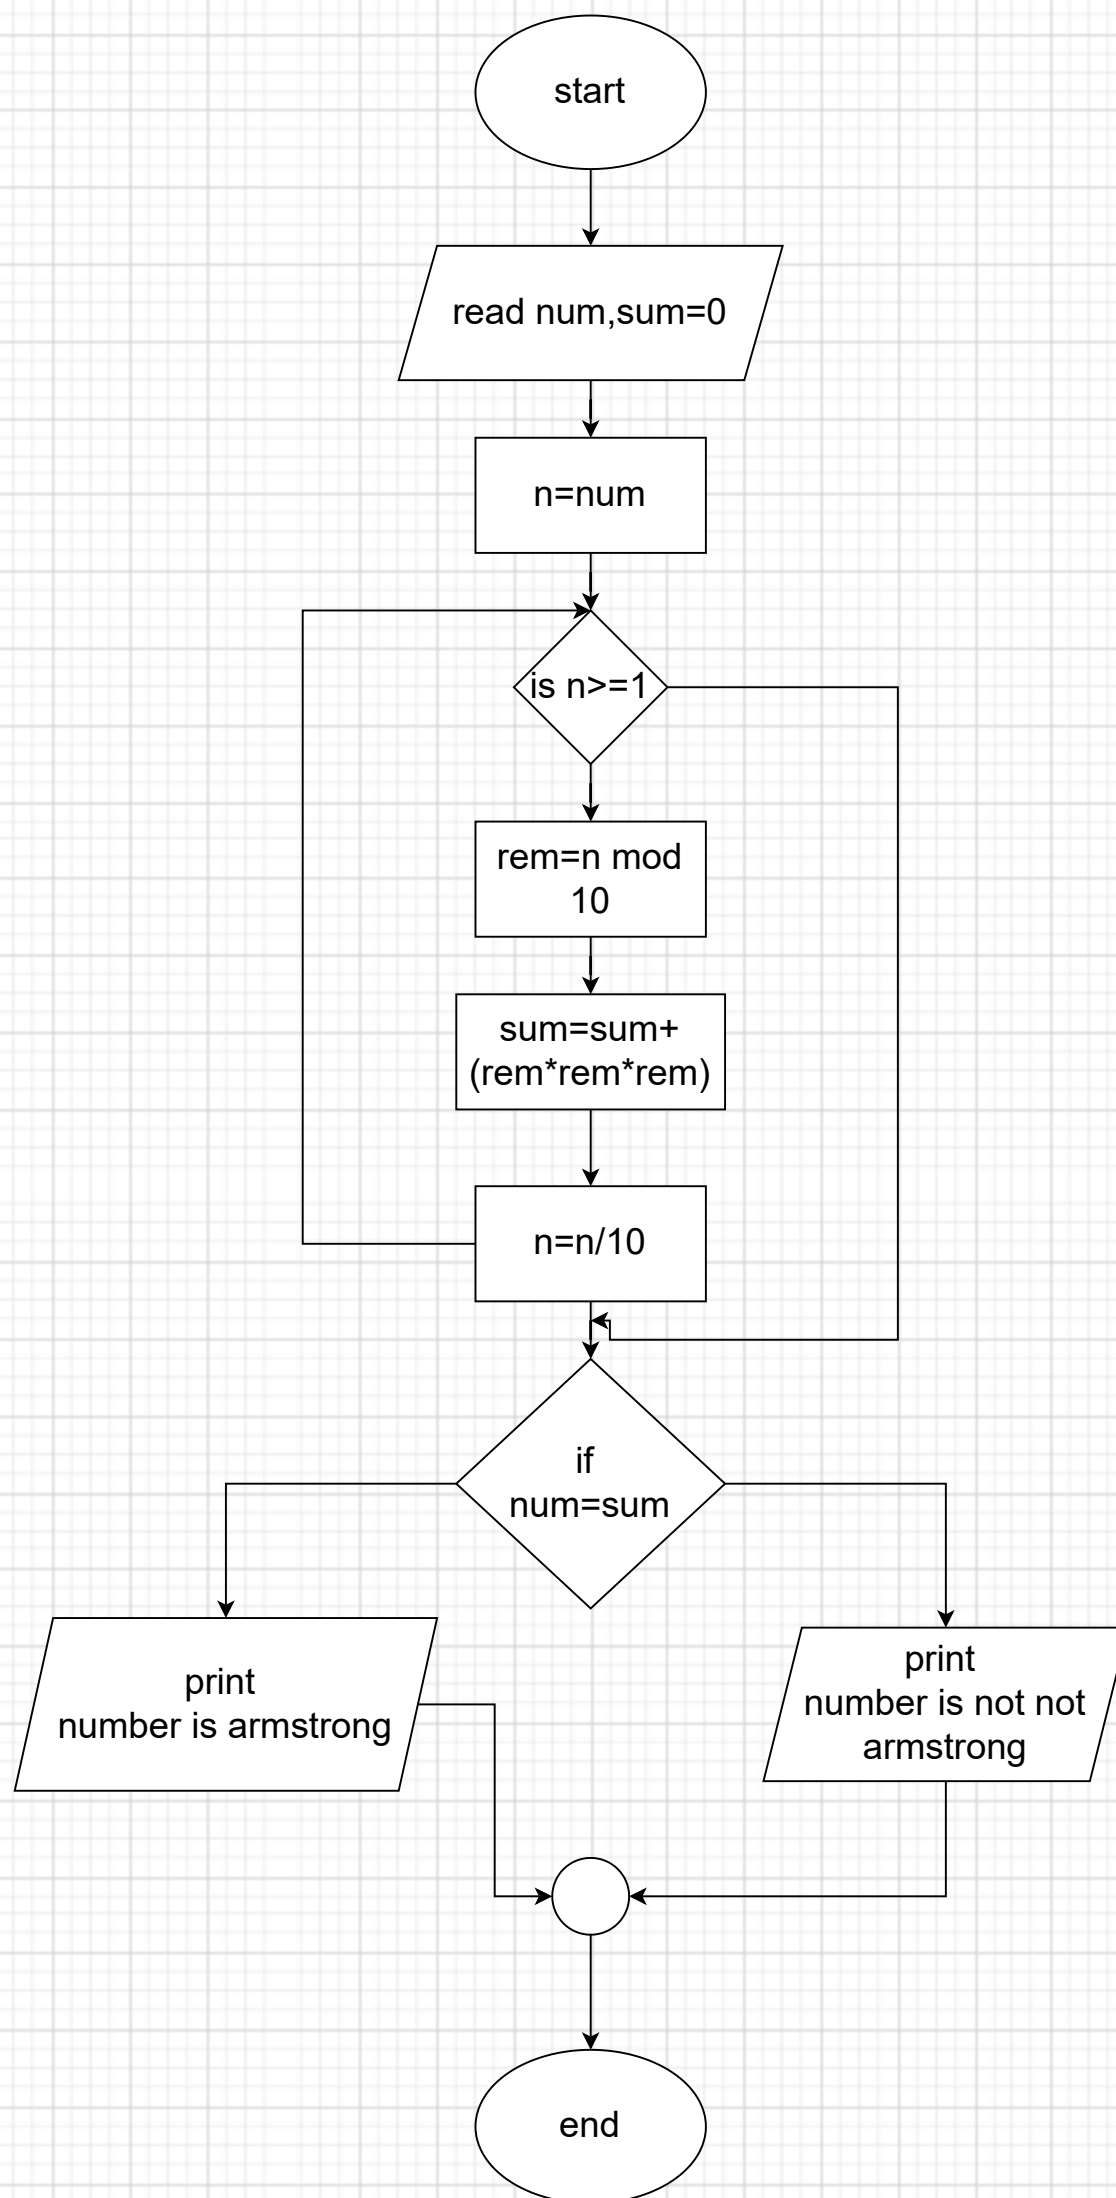 start
read num,sum=0
n=num
is n>=1
rem=n mod
10
sum=sum+
(rem*rem*rem)
n=n/10
if
num=sum
print
number is armstrong
print
number is not not
armstrong
end